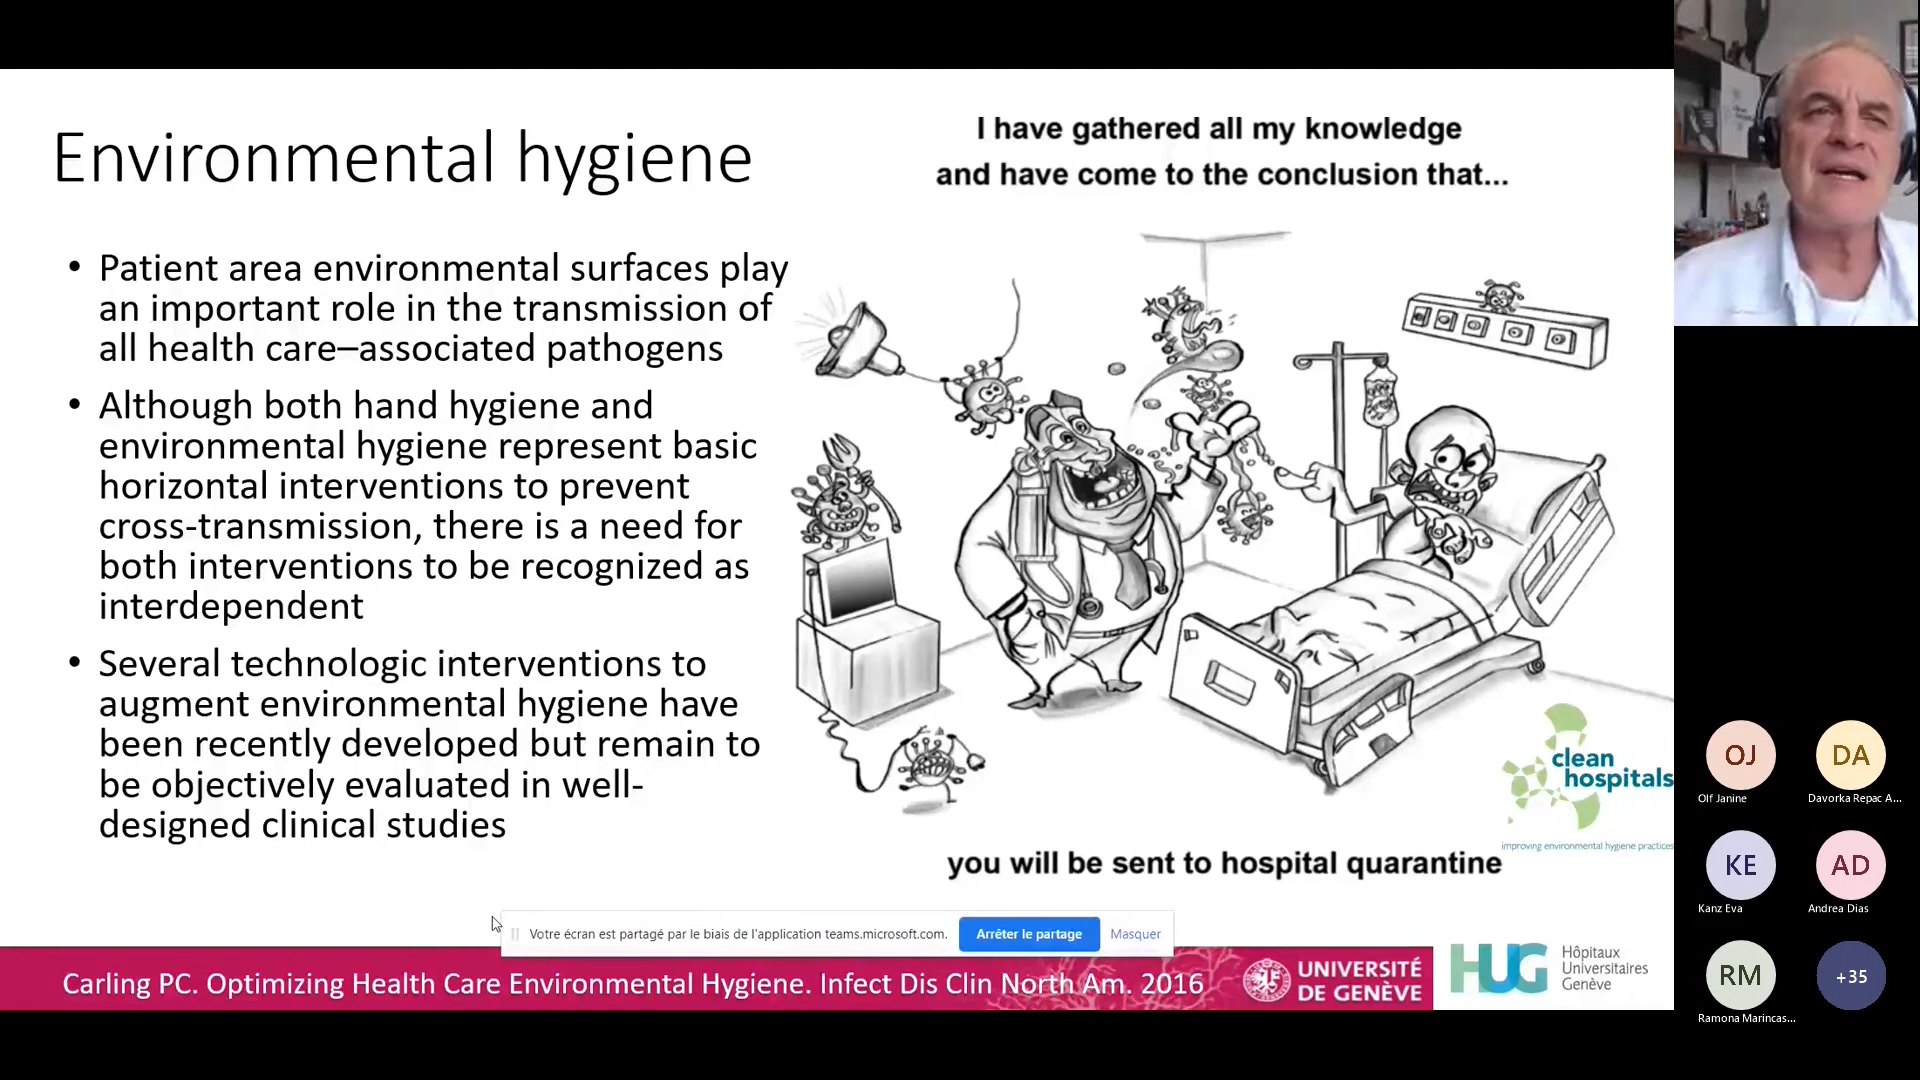 Environmental hygiene
• Patient area environmental surfaces play
an important role in the transmission of
all health care–associated pathogens
• Although both hand hygiene and
environmental hygiene represent basic
horizontal interventions to prevent
cross-transmission, there is a need for
both interventions to be recognized as
interdependent
• Several technologic interventions to
augment environmental hygiene have
been recently developed but remain to
be objectively evaluated in well-
designed clinical studies
I have gathered all my knowledge
and have come to the conclusion that...
you will be sent to hospital quarantine
clean
hospitals
improving environmental hygiene practices
Votre écran est partagé par le biais de l'application teams.microsoft.com.
Arrêter le partage
Masquer
Carling PC. Optimizing Health Care Environmental Hygiene. Infect Dis Clin North Am. 2016
UNIVERSITÉ
DE GENÈVE
HUG
Hôpitaux
Universitaires
Genève
OJ
Olf Janine
DA
Davorka Repac A...
KE
Kanz Eva
AD
Andrea Dias
RM
Ramona Marincas...
+35